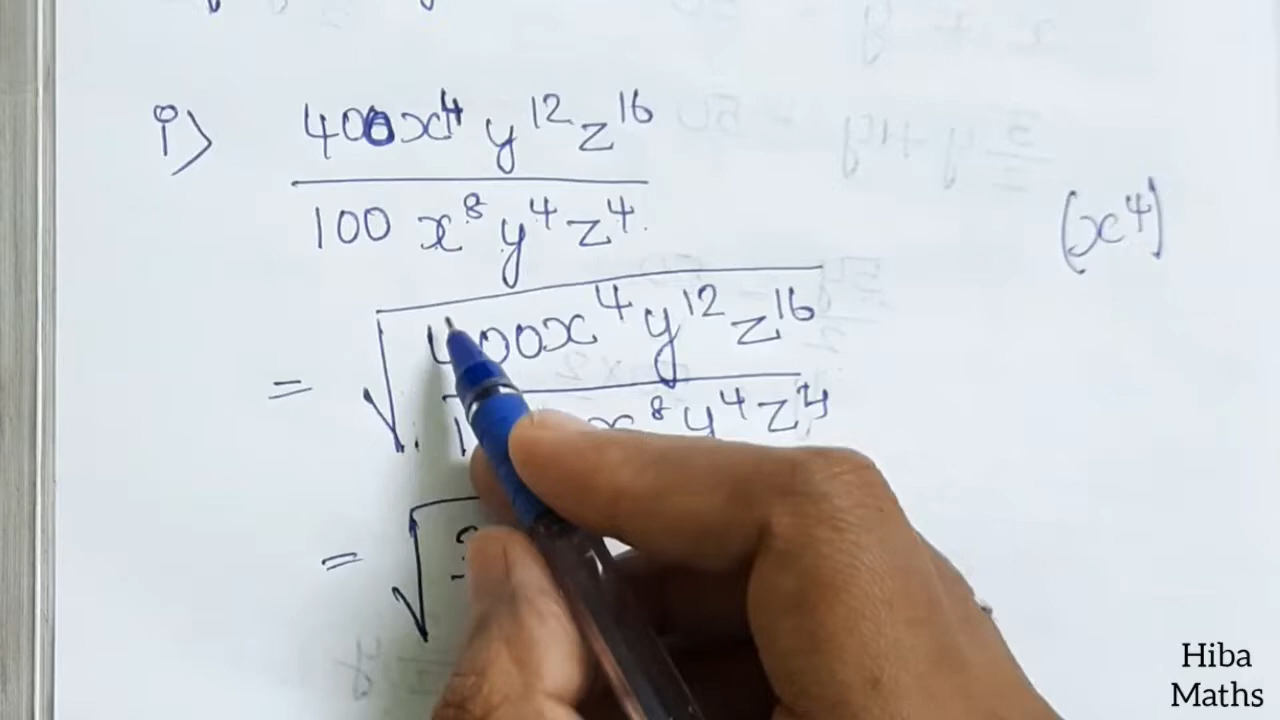 i) 400x⁴ y¹² z¹⁶
100 x⁸ y⁴ z⁴
(x⁴)
= √ 400x⁴ y¹² z¹⁶
x⁸ y⁴ z⁴
= √
Hiba
Maths